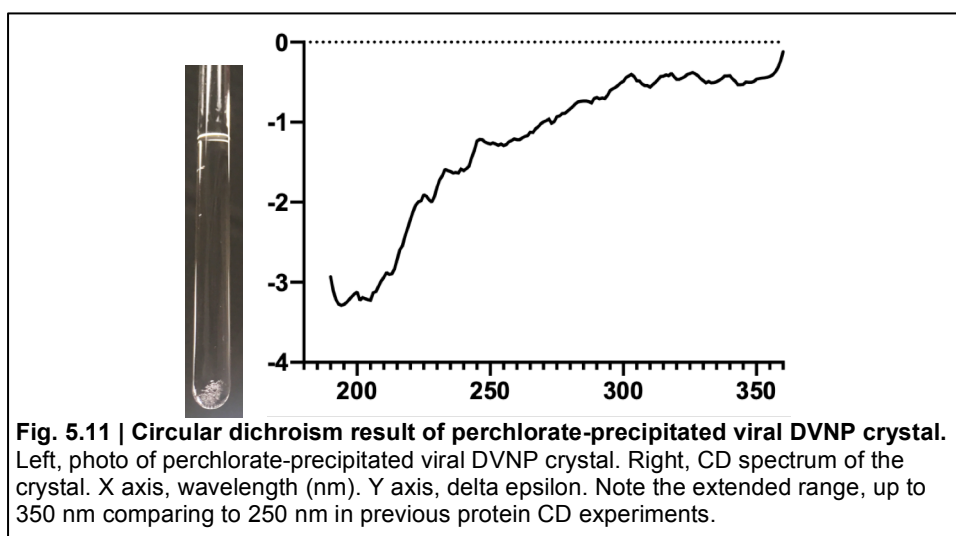 0
-1
-2
-3
-4
200 250 300 350
Fig. 5.11 | Circular dichroism result of perchlorate-precipitated viral DVNP crystal.
Left, photo of perchlorate-precipitated viral DVNP crystal. Right, CD spectrum of the
crystal. X axis, wavelength (nm). Y axis, delta epsilon. Note the extended range, up to
350 nm comparing to 250 nm in previous protein CD experiments.